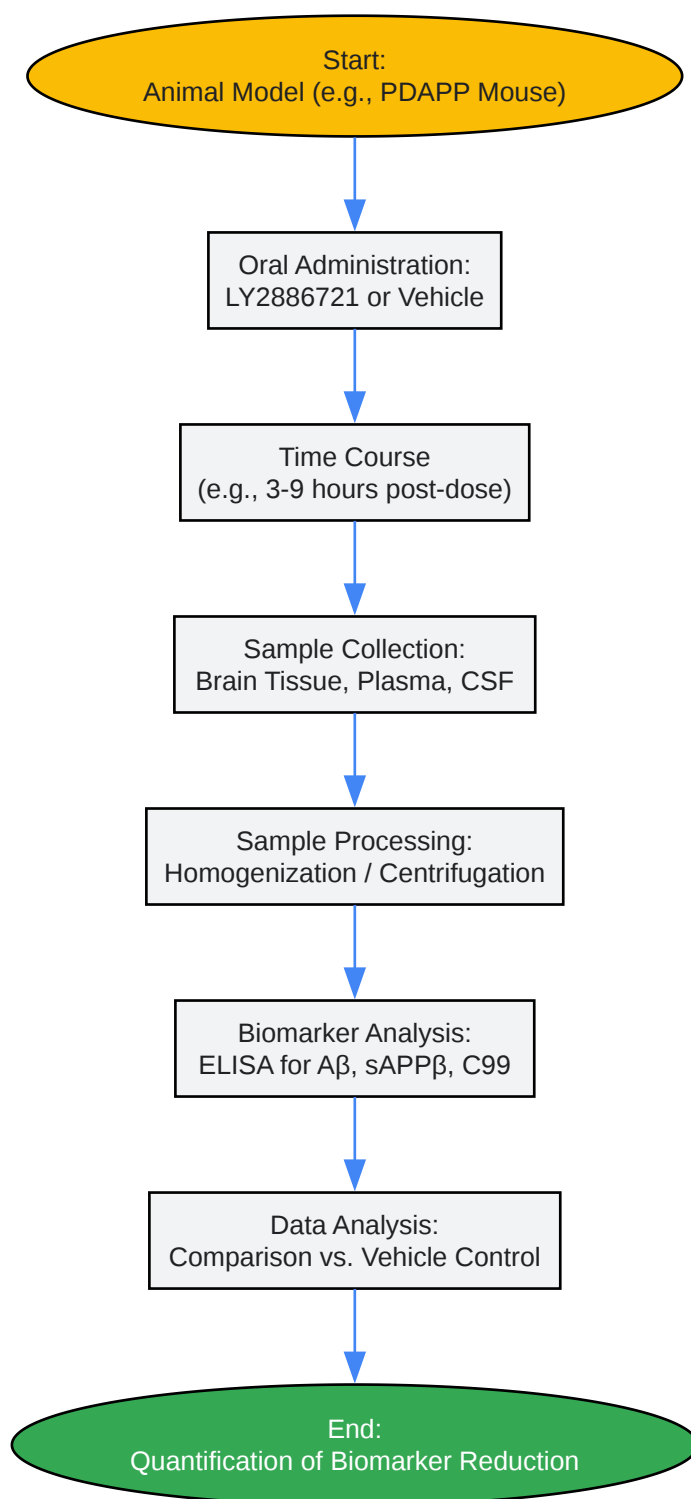 Start:
Animal Model (e.g., PDAPP Mouse)
Oral Administration:
LY2886721 or Vehicle
Time Course
(e.g., 3-9 hours post-dose)
Sample Collection:
Brain Tissue, Plasma, CSF
Sample Processing:
Homogenization / Centrifugation
Biomarker Analysis:
ELISA for Aβ, sAPPβ, C99
Data Analysis:
Comparison vs. Vehicle Control
End:
Quantification of Biomarker Reduction